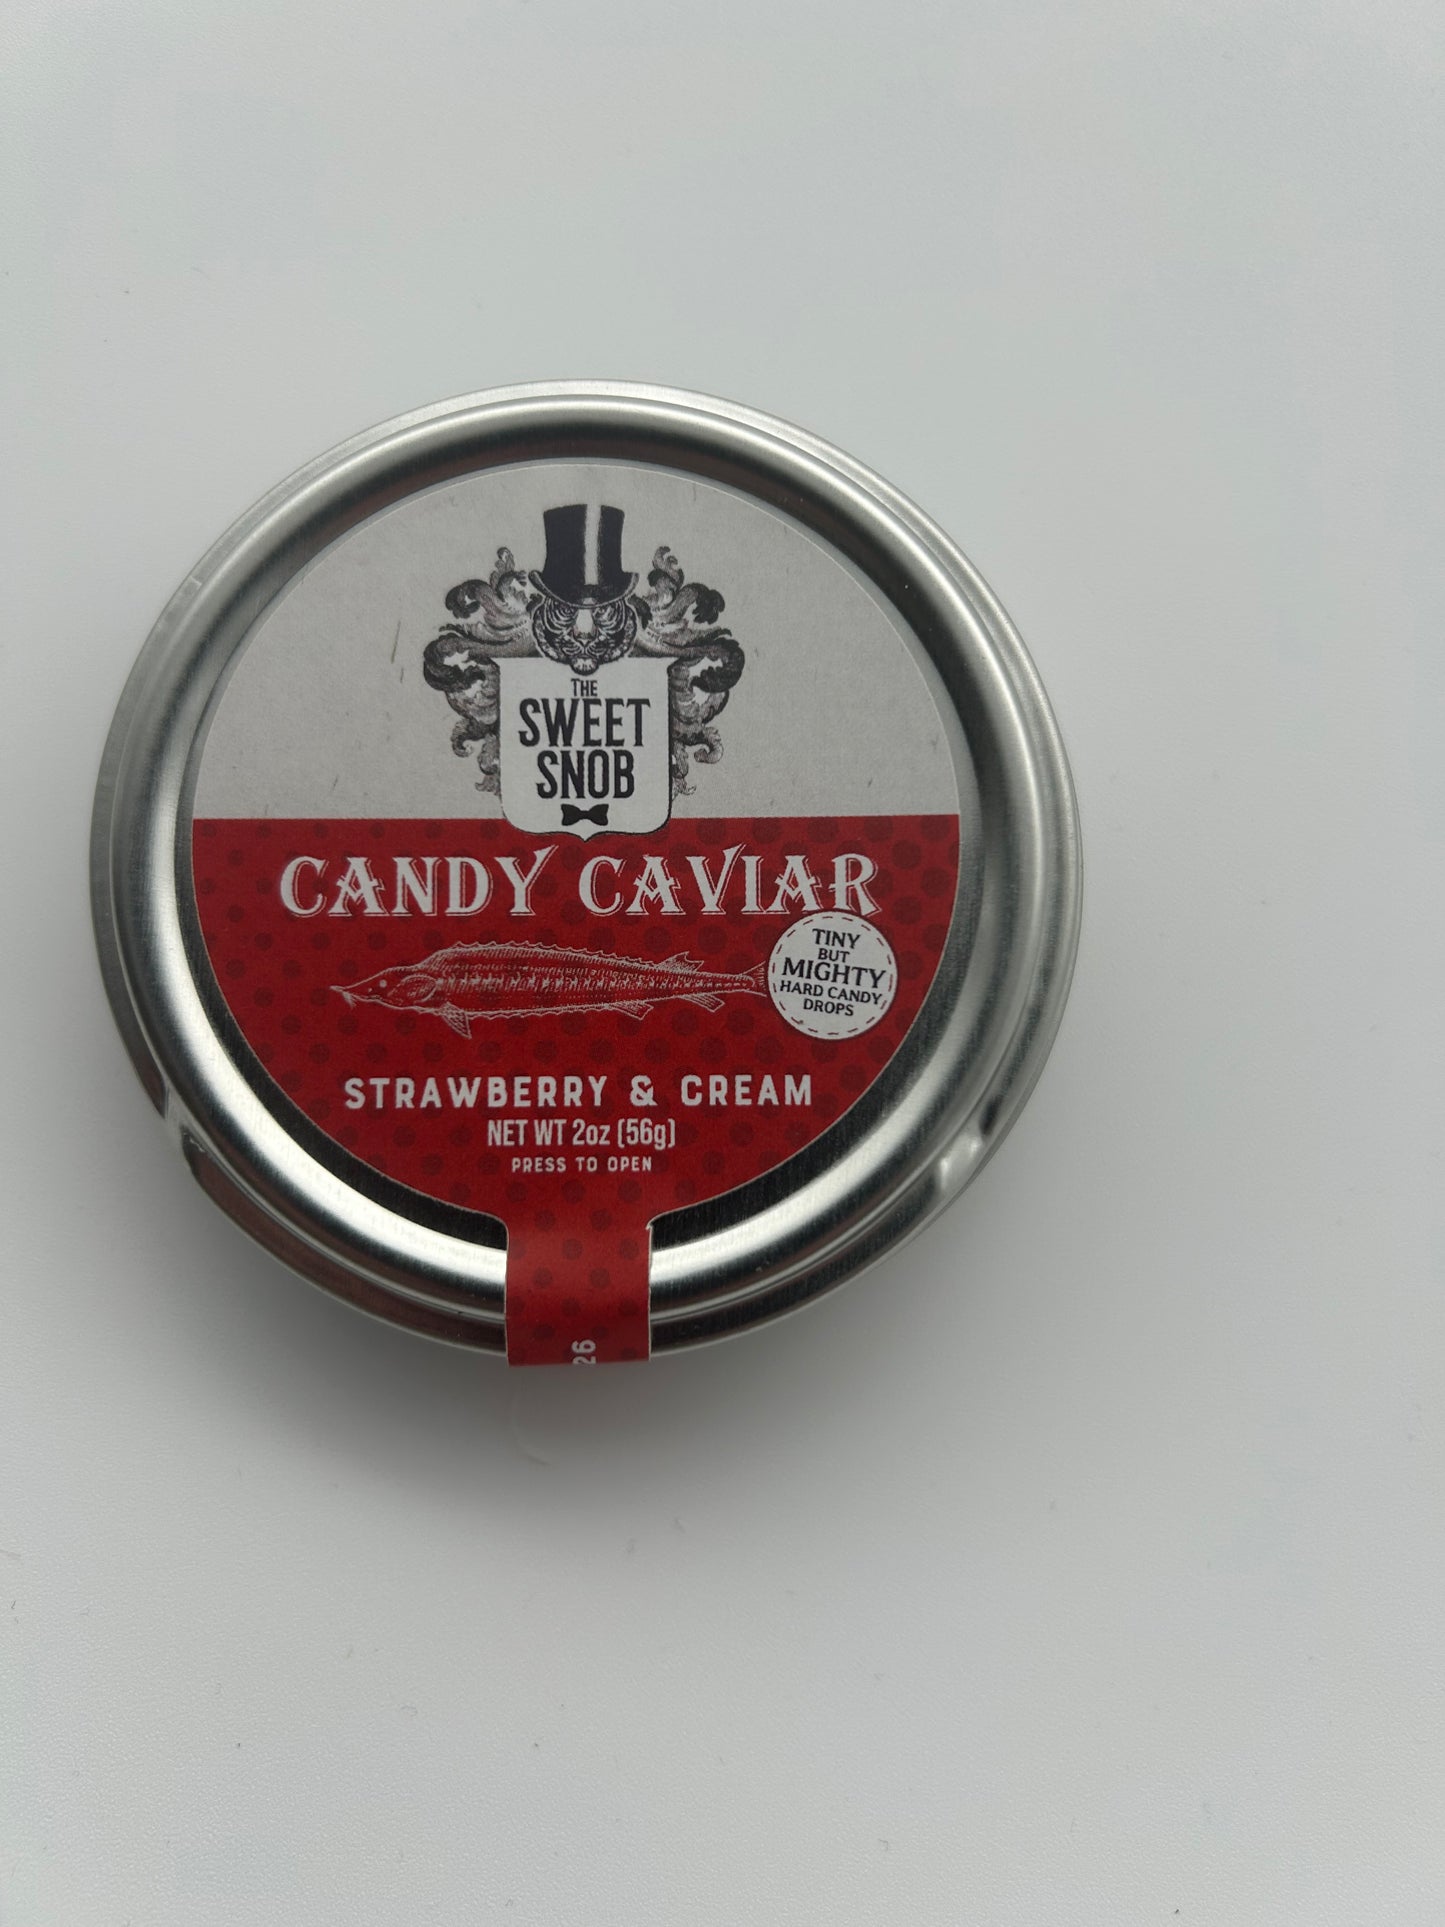 THE
SWEET
SNOB
CANDY CAVIAR
TINY
BUT
MIGHTY
HARD CANDY
DROPS
STRAWBERRY & CREAM
NET WT 2oz (56g)
PRESS TO OPEN
26